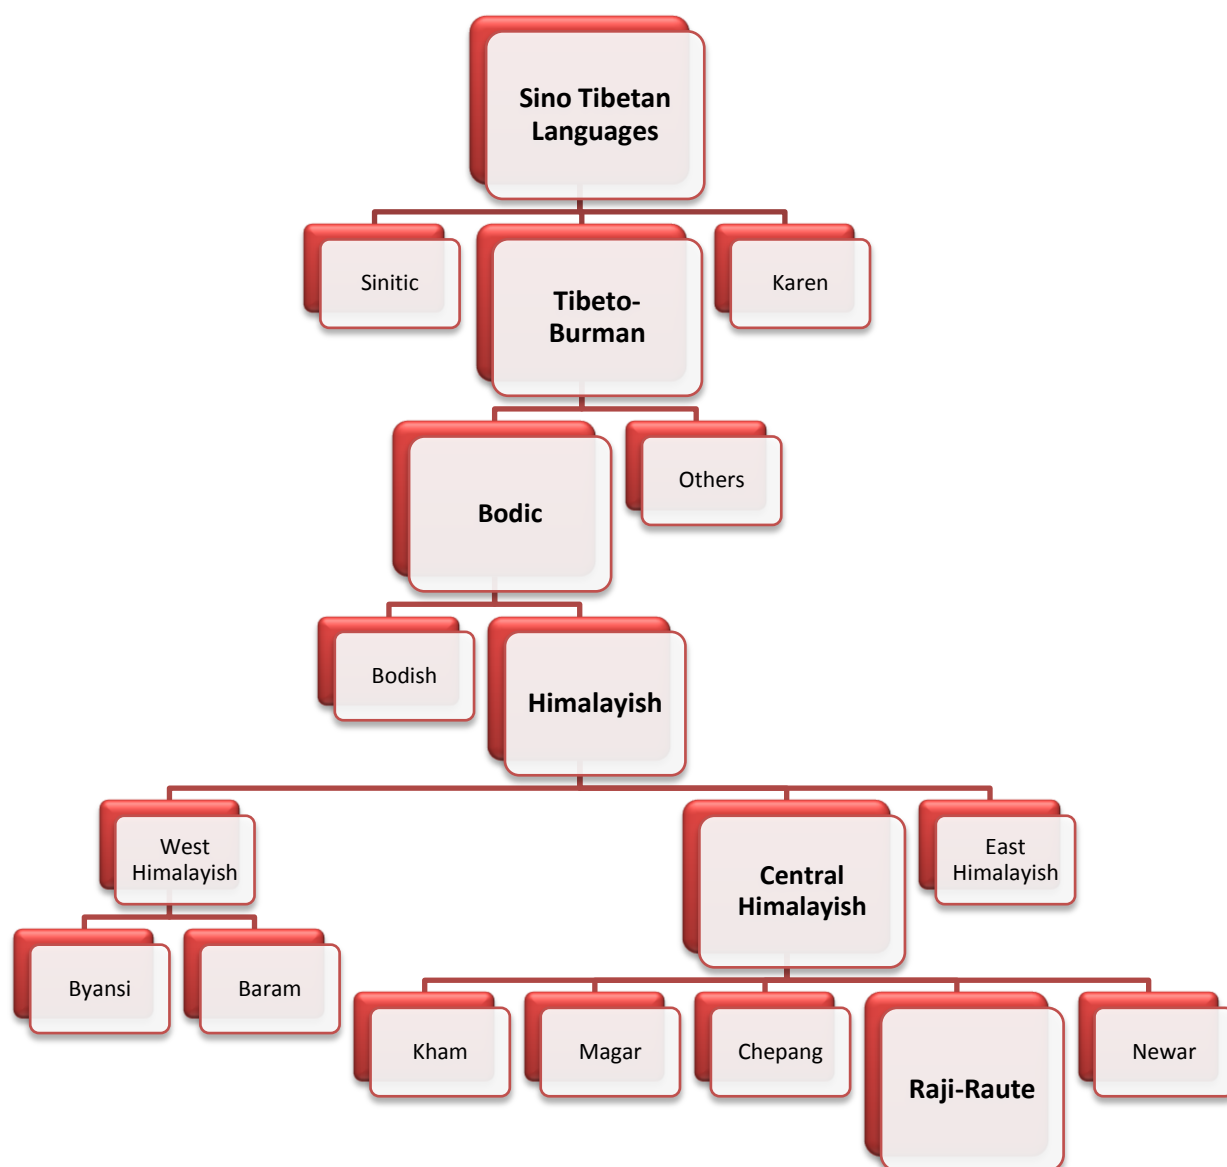 Sino Tibetan
Languages
Sinitic
Tibeto-
Burman
Karen
Bodic
Others
Bodish
Himalayish
West
Himalayish
Central
Himalayish
East
Himalayish
Byansi
Baram
Kham
Magar
Chepang
Raji-Raute
Newar